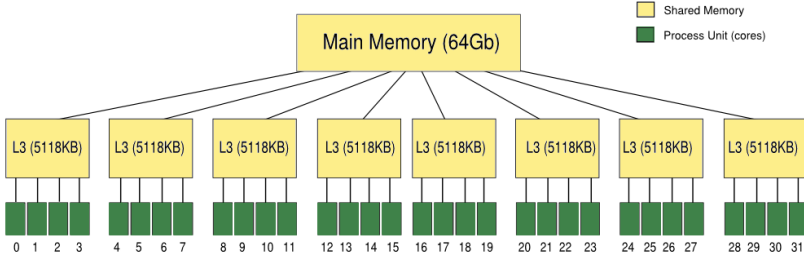 Shared Memory
Process Unit (cores)
Main Memory (64Gb)
L3 (5118KB) L3 (5118KB) L3 (5118KB) L3 (5118KB) L3 (5118KB) L3 (5118KB) L3 (5118KB) L3 (5118KB)
0 1 2 3 4 5 6 7 8 9 10 11 12 13 14 15 16 17 18 19 20 21 22 23 24 25 26 27 28 29 30 31